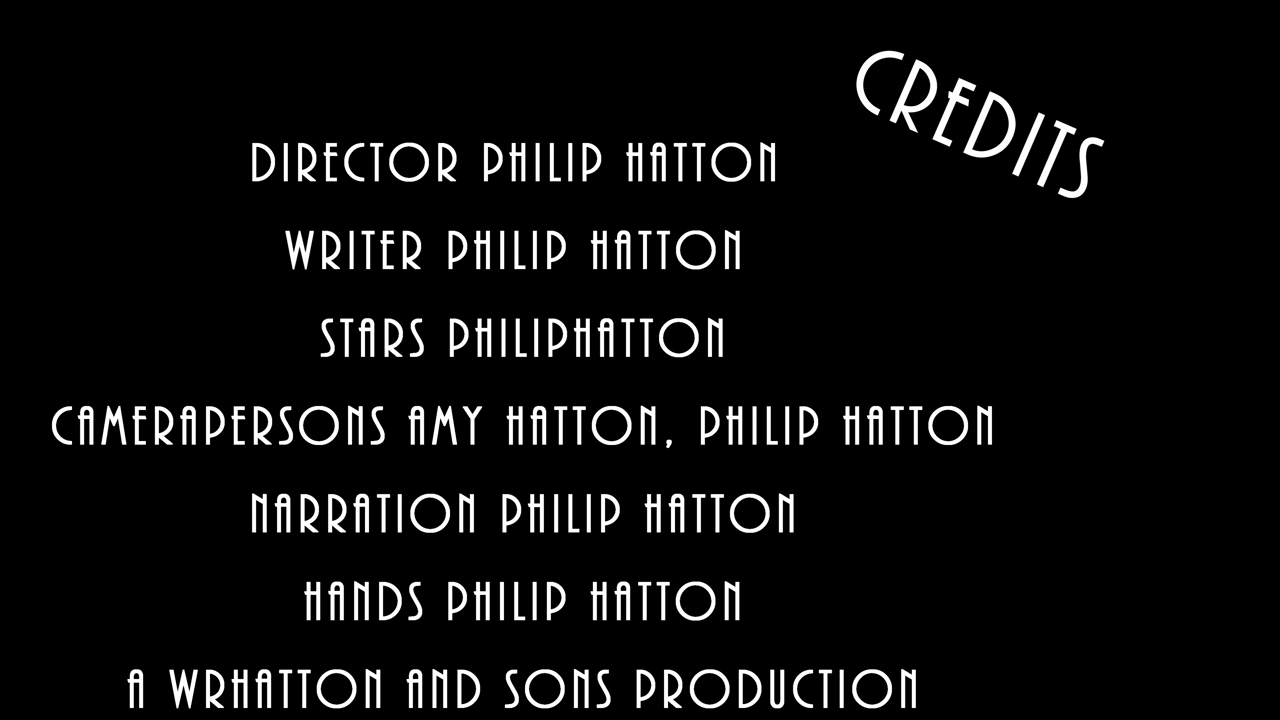 CREDITS
DIRECTOR PHILIP HATTON
WRITER PHILIP HATTON
STARS PHILIPHATTON
CAMERAPERSONS AMY HATTON, PHILIP HATTON
NARRATION PHILIP HATTON
HANDS PHILIP HATTON
A WRHATTON AND SONS PRODUCTION